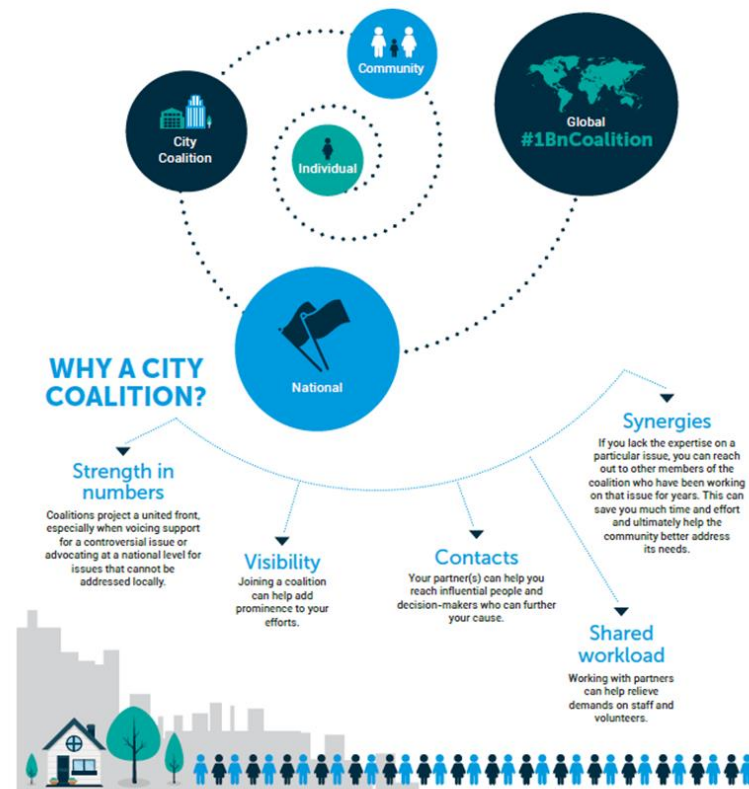 Community
City
Coalition
Individual
Global
#1BnCoalition
National
WHY A CITY
COALITION?
Strength in
numbers
Coalitions project a united front,
especially when voicing support
for a controversial issue or
advocating at a national level for
issues that cannot be
addressed locally.
Visibility
Joining a coalition
can help add
prominence to your
efforts.
Contacts
Your partner(s) can help you
reach influential people and
decision-makers who can further
your cause.
Synergies
If you lack the expertise on a
particular issue, you can reach
out to other members of the
coalition who have been working
on that issue for years. This can
save you much time and effort
and ultimately help the
community better address
its needs.
Shared
workload
Working with partners
can help relieve
demands on staff and
volunteers.